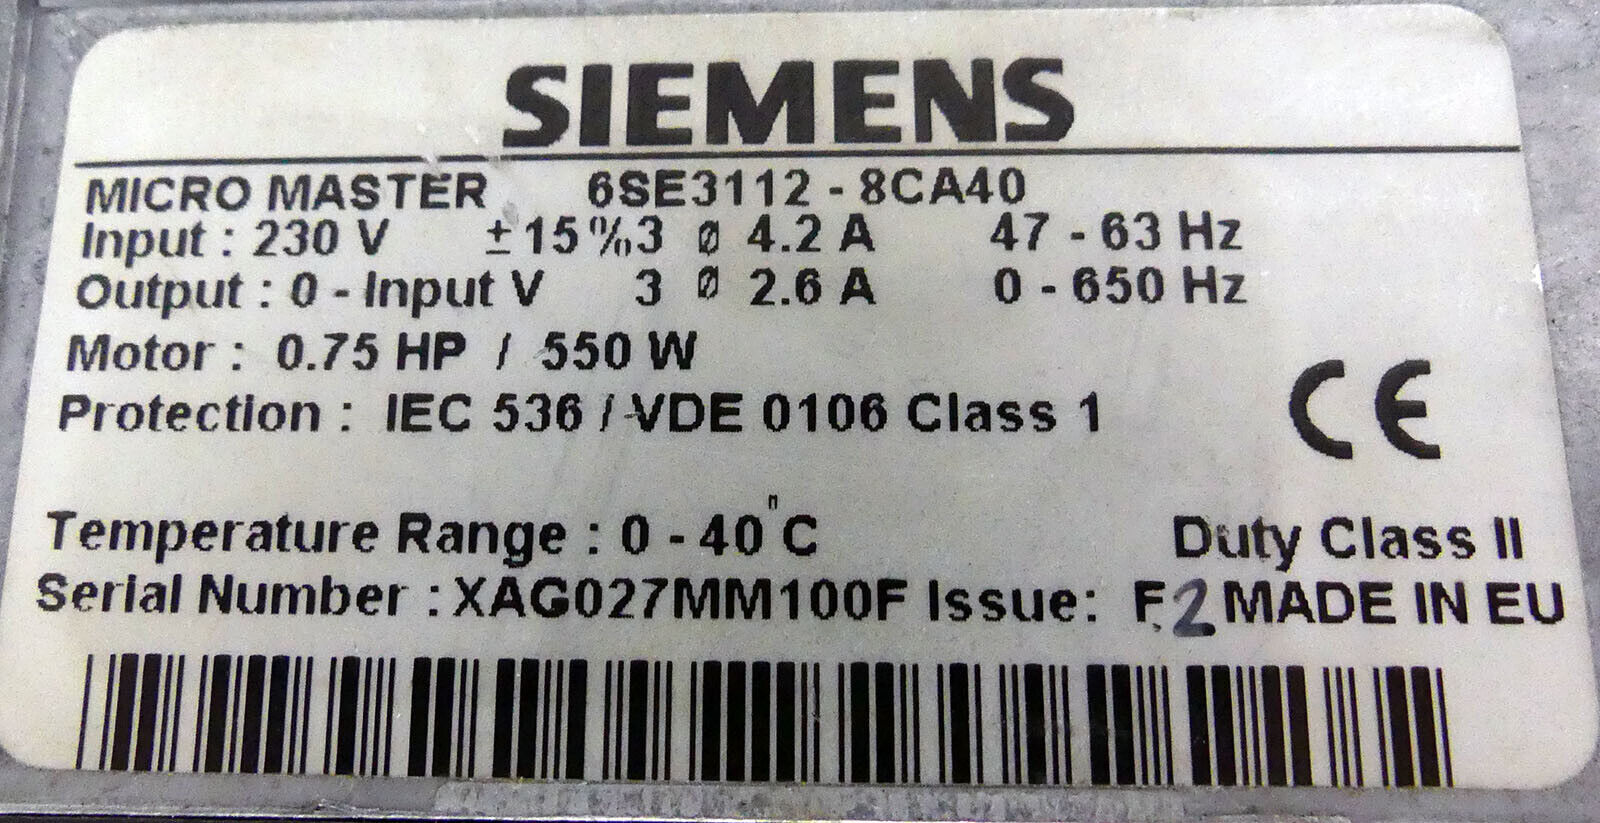 SIEMENS
MICRO MASTER 6SE3112 - 8CA40
Input : 230 V ±15%3 ø 4.2 A 47 - 63 Hz
Output : 0 - Input V 3 ø 2.6 A 0 - 650 Hz
Motor : 0.75 HP / 550 W
Protection : IEC 536 / VDE 0106 Class 1
CE
Temperature Range : 0 - 40°C Duty Class II
Serial Number : XAG027MM100F Issue: F.2 MADE IN EU